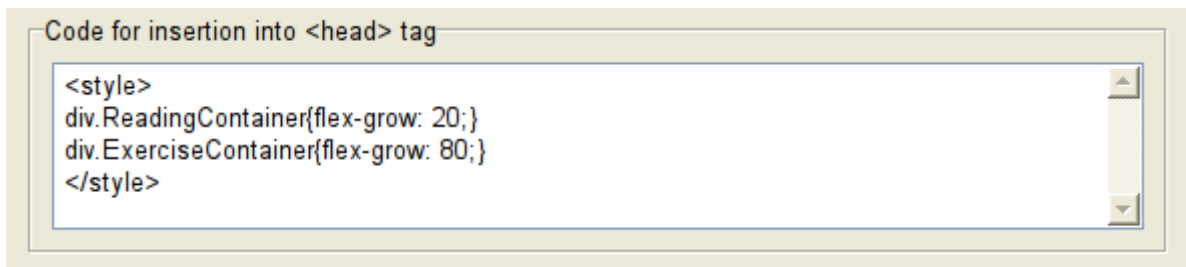 Code for insertion into <head> tag
<style>
div.ReadingContainer{flex-grow: 20;}
div.ExerciseContainer{flex-grow: 80;}
</style>